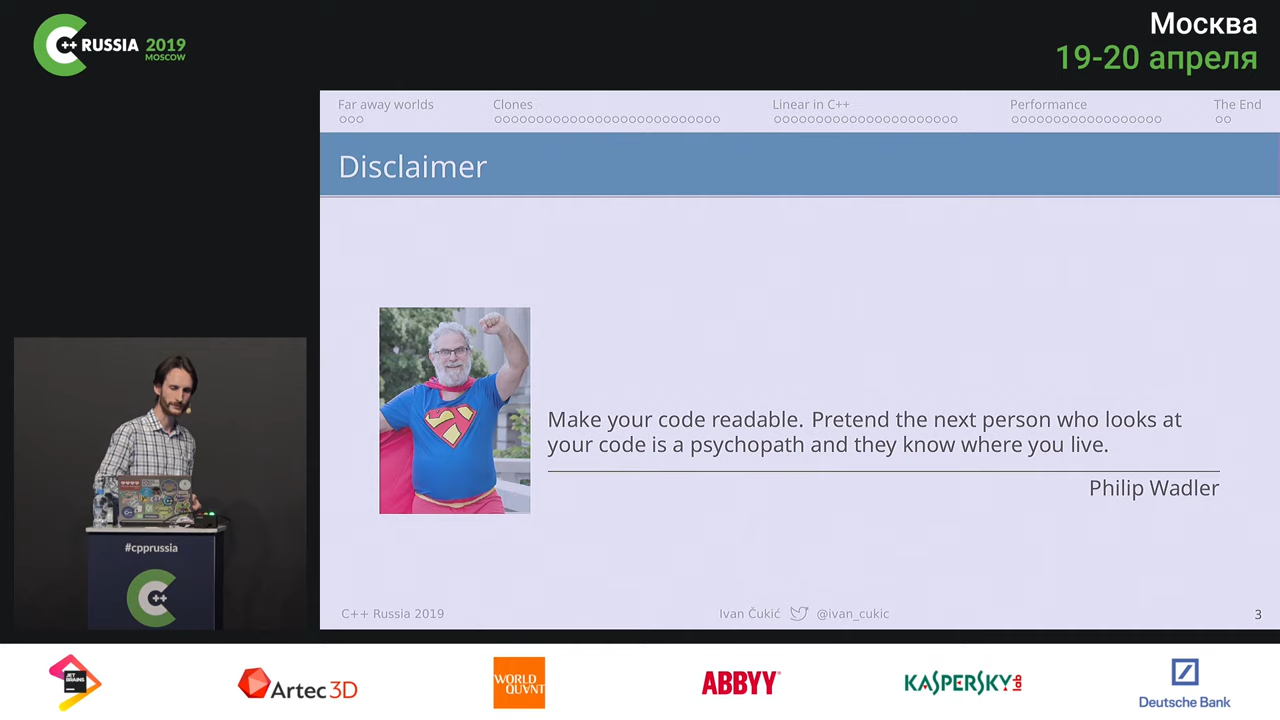 C++ RUSSIA 2019
MOSCOW
Москва
19-20 апреля
Far away worlds
Clones
Linear in C++
Performance
The End
Disclaimer
Make your code readable. Pretend the next person who looks at
your code is a psychopath and they know where you live.
Philip Wadler
C++ Russia 2019
Ivan Čukić
@ivan_cukic
3
#cpprussia
C++
JET
BRAINS
Artec 3D
WORLD
QUANT
ABBYY®
KASPERSKY lab
Deutsche Bank